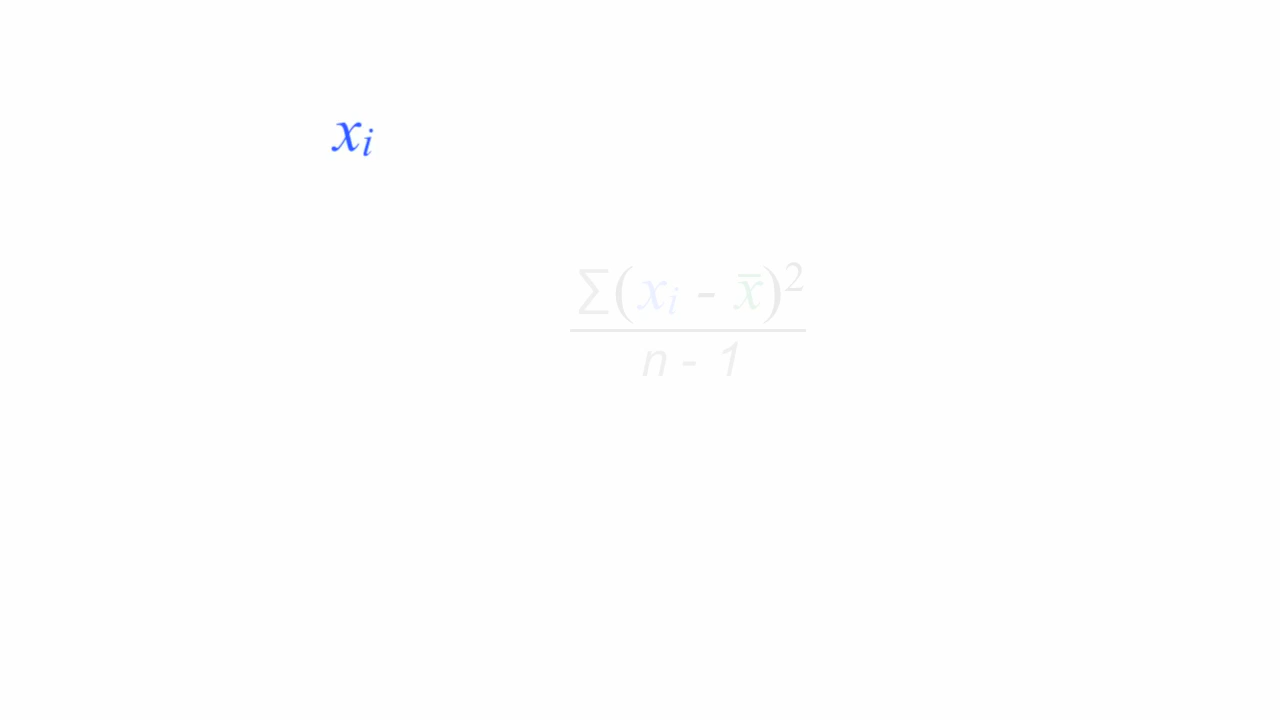 xᵢ
∑(xᵢ - x̄)²
n - 1